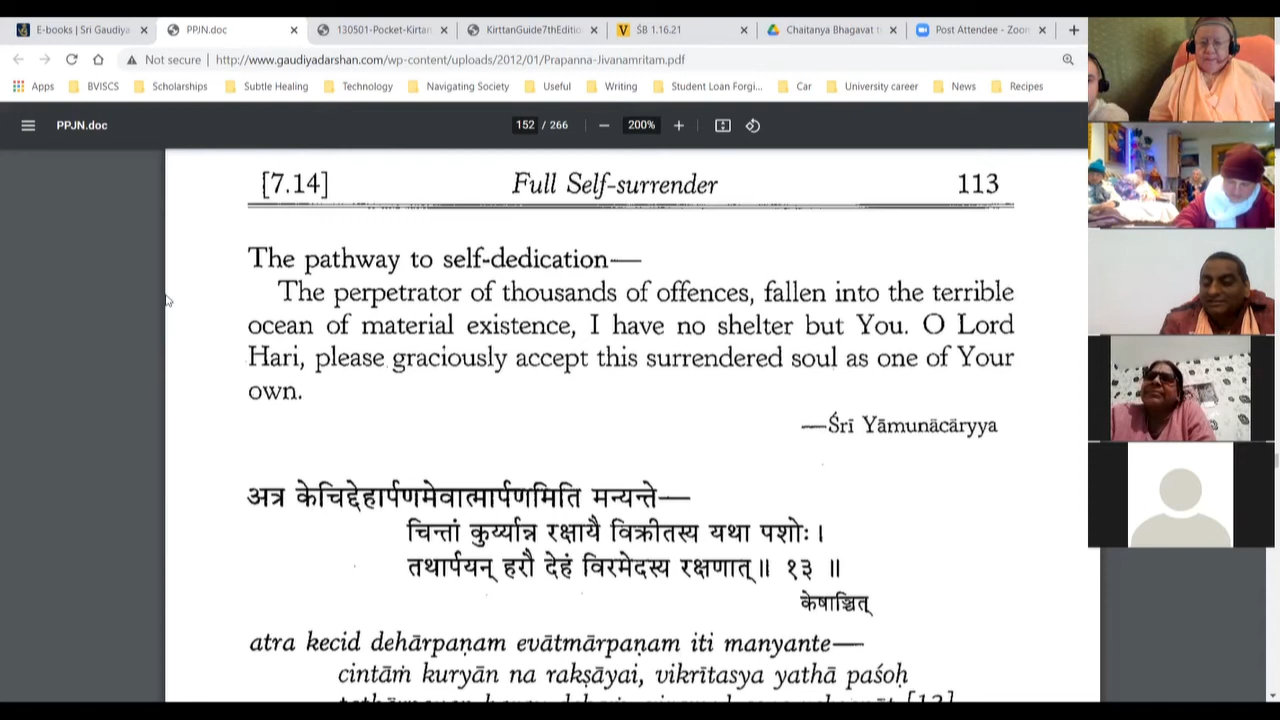 E-books | Sri Gaudiya
PPJN.doc
130501-Pocket-Kirtan
KirttanGuide7thEditio
ŚB 1.16.21
Chaitanya Bhagavat
Post Attendee - Zoom
Not secure | http://www.gaudiyadarshan.com/wp-content/uploads/2012/01/Prapanna-Jivanamritam.pdf
Apps BVISCS Scholarships Subtle Healing Technology Navigating Society Useful Writing Student Loan Forgi... Car University career News Recipes
PPJN.doc 152 / 266 200%
[7.14] Full Self-surrender 113
The pathway to self-dedication—
The perpetrator of thousands of offences, fallen into the terrible
ocean of material existence, I have no shelter but You. O Lord
Hari, please graciously accept this surrendered soul as one of Your
own.
—Śrī Yāmunācāryya
अत्र केचिद्देहार्पणमेवात्मार्पणमिति मन्यन्ते—
चिन्तां कुर्य्यान्न रक्षायै विक्रीतस्य यथा पशोः ।
तथार्पयन् हरौ देहं विरमेदस्य रक्षणात् ॥ १३ ॥
केषाञ्चित्
atra kecid dehārpaṇam evātmārpaṇam iti manyante—
cintāṁ kuryān na rakṣāyai, vikrītasya yathā paśoḥ